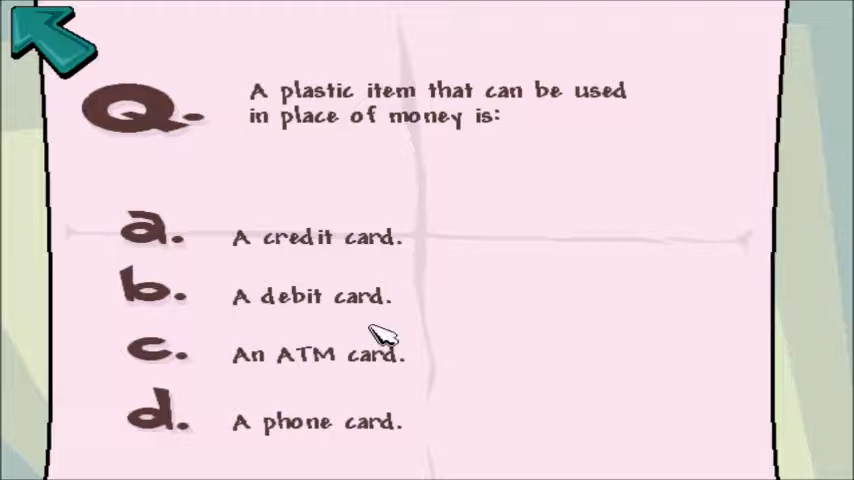 Q. A plastic item that can be used
in place of money is:
a. A credit card.
b. A debit card.
c. An ATM card.
d. A phone card.